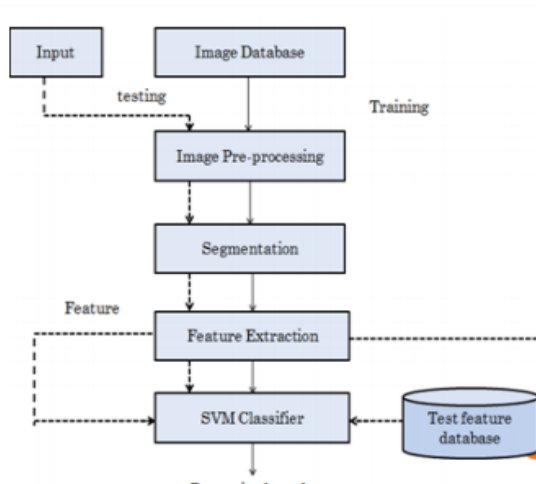 Input
Image Database
testing
Training
Image Pre-processing
Segmentation
Feature
Feature Extraction
SVM Classifier
Test feature
database